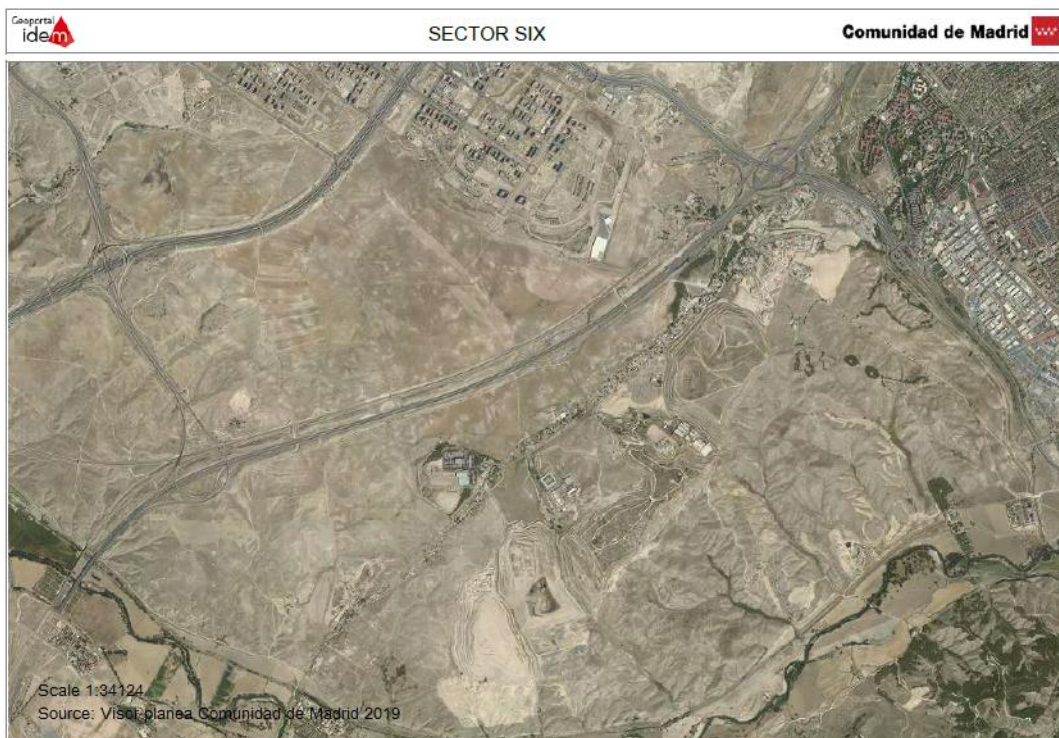 Geoportal
idem
SECTOR SIX
Comunidad de Madrid
Scale 1:34124
Source: Visor planea Comunidad de Madrid 2019